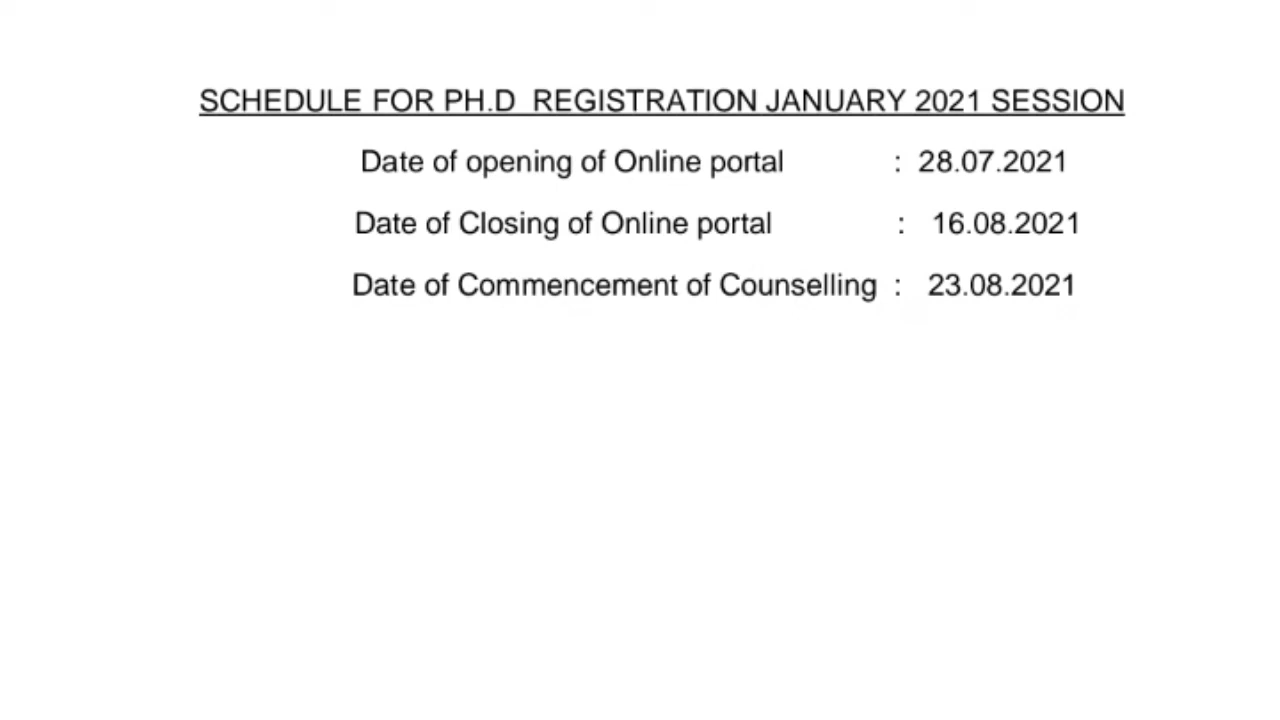 SCHEDULE FOR PH.D REGISTRATION JANUARY 2021 SESSION
Date of opening of Online portal : 28.07.2021
Date of Closing of Online portal : 16.08.2021
Date of Commencement of Counselling : 23.08.2021